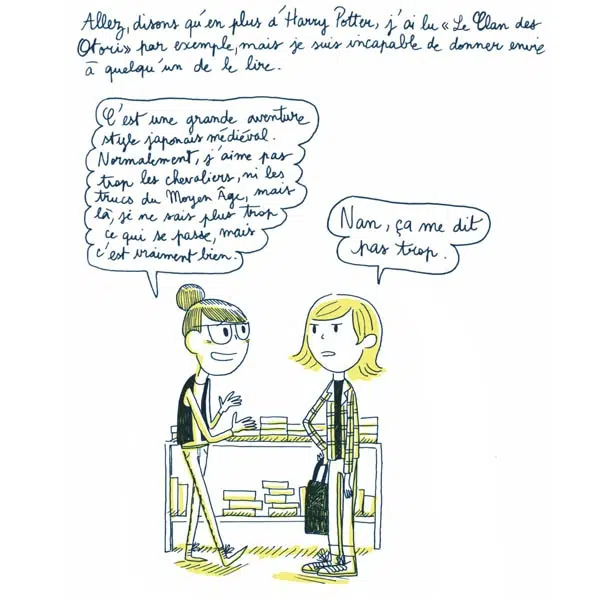 Allez, disons qu'en plus d'Harry Potter, j'ai lu « Le Clan des
Otori» par exemple, mais je suis incapable de donner envie
à quelqu'un de le lire.
C'est une grande aventure
style japonais médiéval.
Normalement, j'aime pas
trop les chevaliers, ni les
trucs du Moyen Âge, mais
là, je ne sais plus trop
ce qui se passe, mais
c'est vraiment bien.
Nan, ça me dit
pas trop.